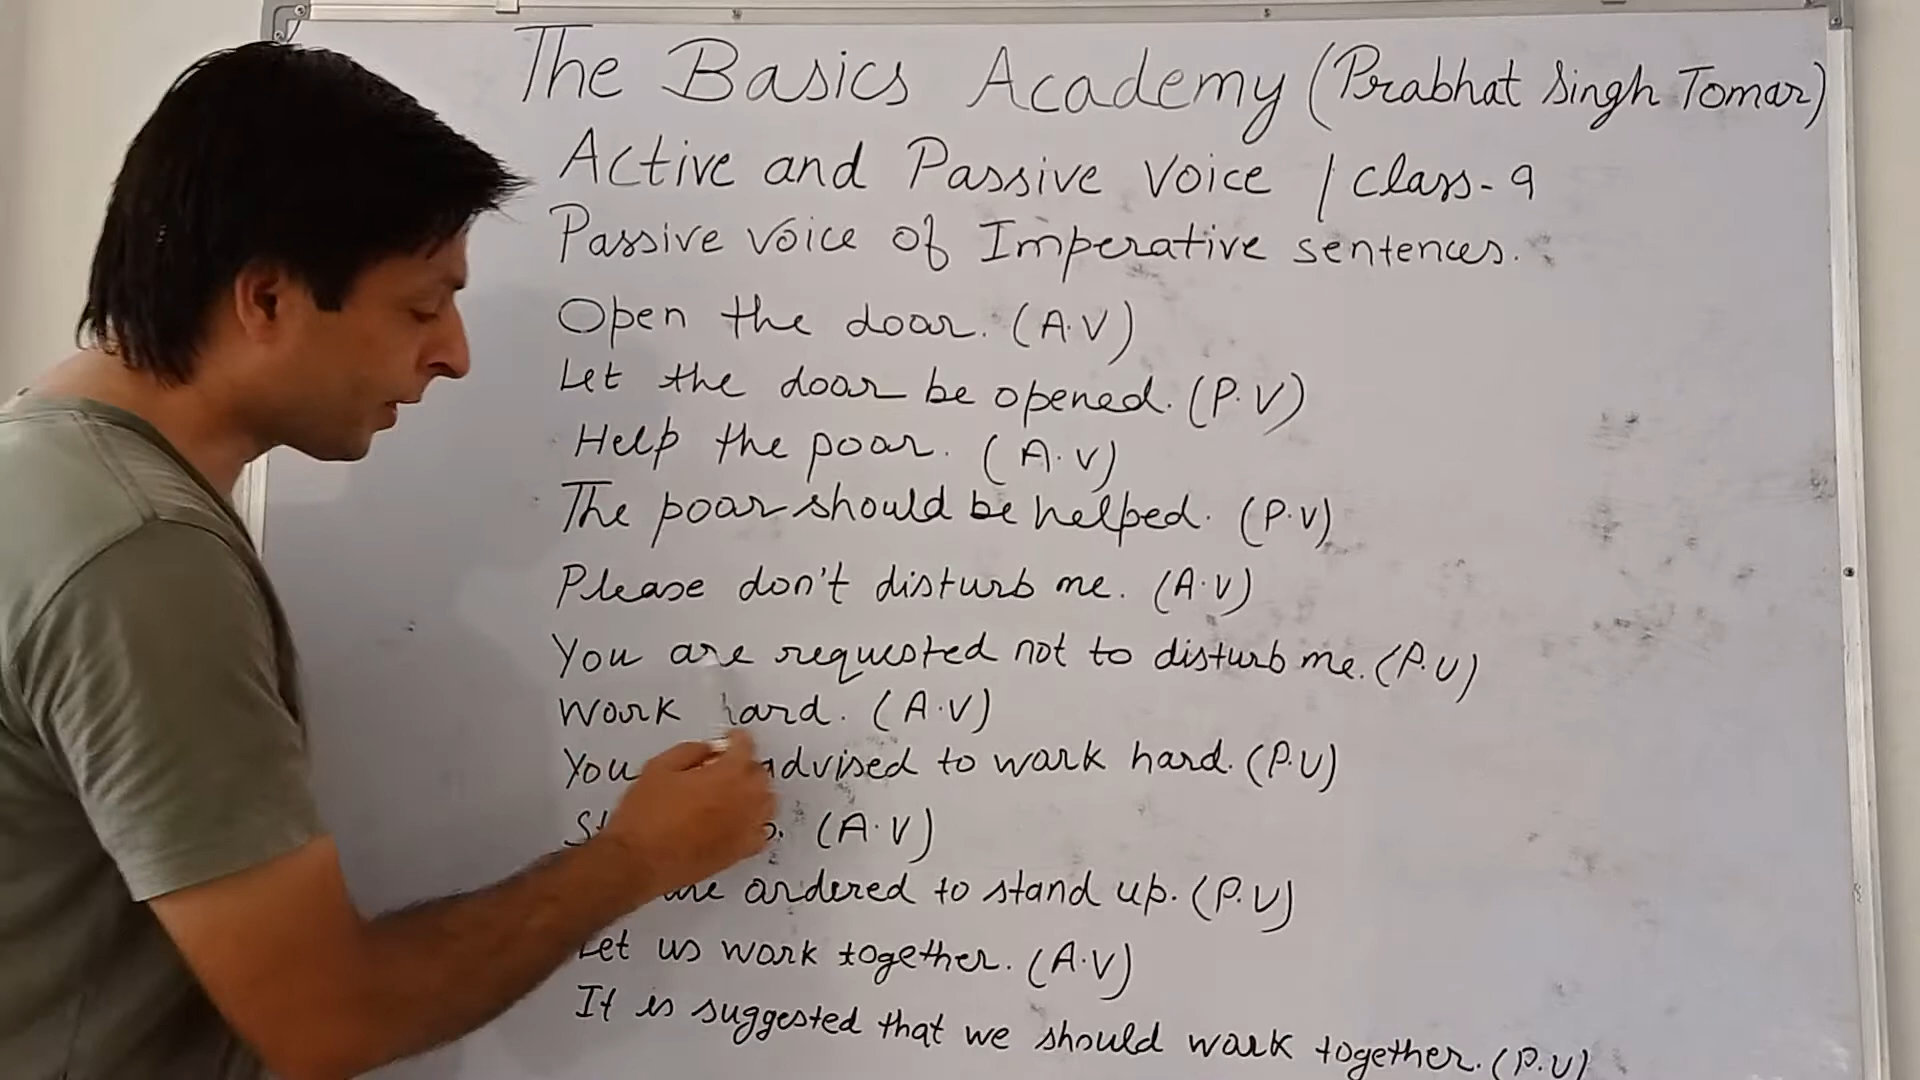 The Basics Academy (Prabhat Singh Tomar)
Active and Passive Voice / Class-9
Passive voice of Imperative sentences.
Open the door. (A.V)
Let the door be opened. (P.V)
Help the poor. (A.V)
The poor should be helped. (P.V)
Please don't disturb me. (A.V)
You are requested not to disturb me. (P.V)
Work hard. (A.V)
You advised to work hard. (P.V)
(A.V)
are ordered to stand up. (P.V)
Let us work together. (A.V)
It is suggested that we should work together. (P.V)